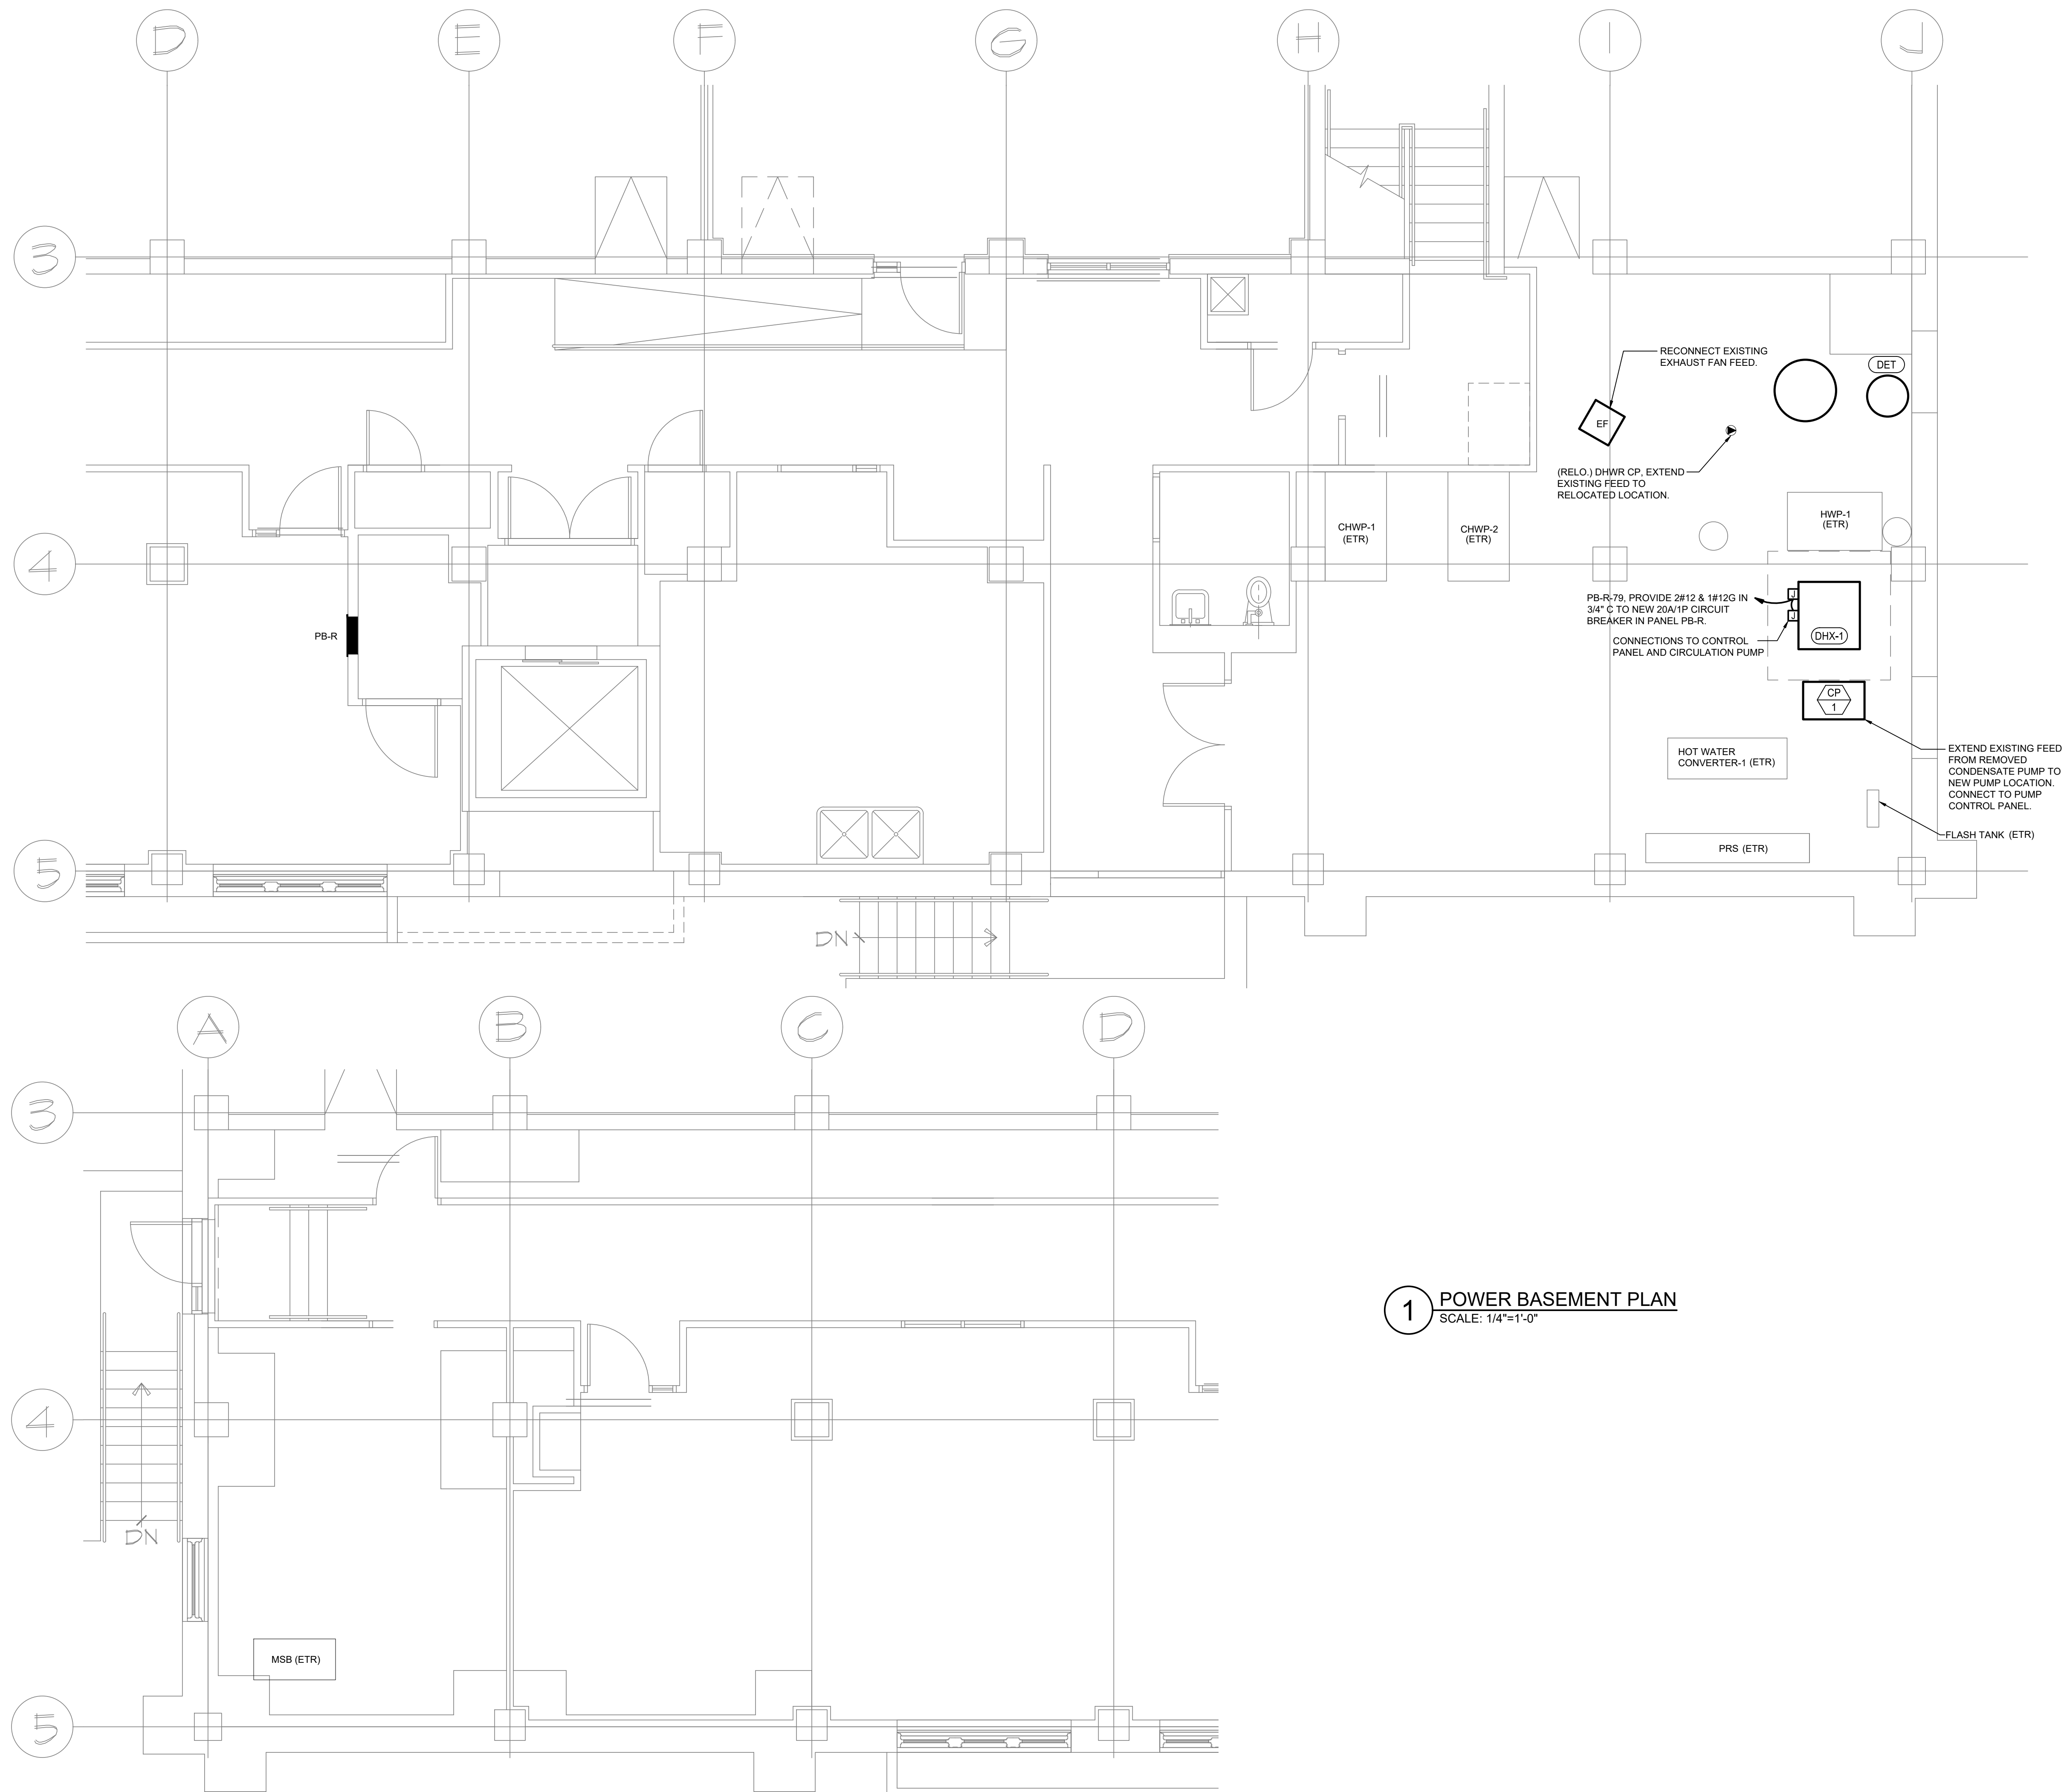 D
E
F
G
H
I
J
3
RECONNECT EXISTING
EXHAUST FAN FEED.
DET
EF
(RELO.) DHWR CP, EXTEND
EXISTING FEED TO
RELOCATED LOCATION.
HWP-1
(ETR)
CHWP-1
(ETR)
CHWP-2
(ETR)
4
PB-R-79, PROVIDE 2#12 & 1#12G IN
3/4" C TO NEW 20A/1P CIRCUIT
BREAKER IN PANEL PB-R.
J
J
PB-R
DHX-1
CONNECTIONS TO CONTROL
PANEL AND CIRCULATION PUMP
CP
1
HOT WATER
CONVERTER-1 (ETR)
EXTEND EXISTING FEED
FROM REMOVED
CONDENSATE PUMP TO
NEW PUMP LOCATION.
CONNECT TO PUMP
CONTROL PANEL.
FLASH TANK (ETR)
PRS (ETR)
5
DN
A
B
C
D
3
1
POWER BASEMENT PLAN
SCALE: 1/4"=1'-0"
4
DN
MSB (ETR)
5